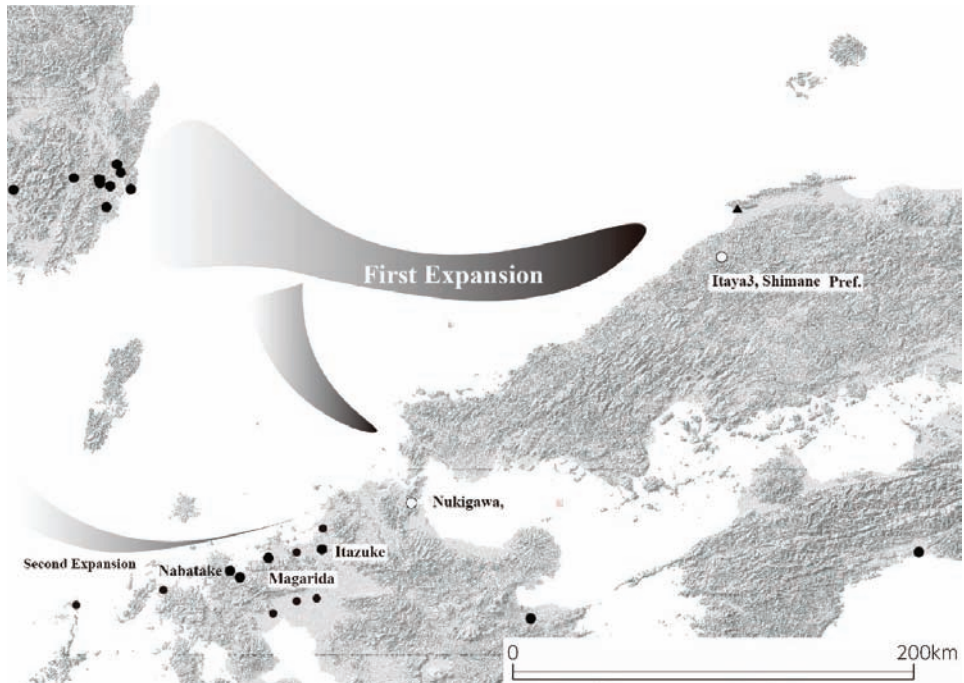 First Expansion
Itaya3, Shimane Pref.
Nukigawa,
Itazuke
Second Expansion
Nabatake
Magarida
0
200km